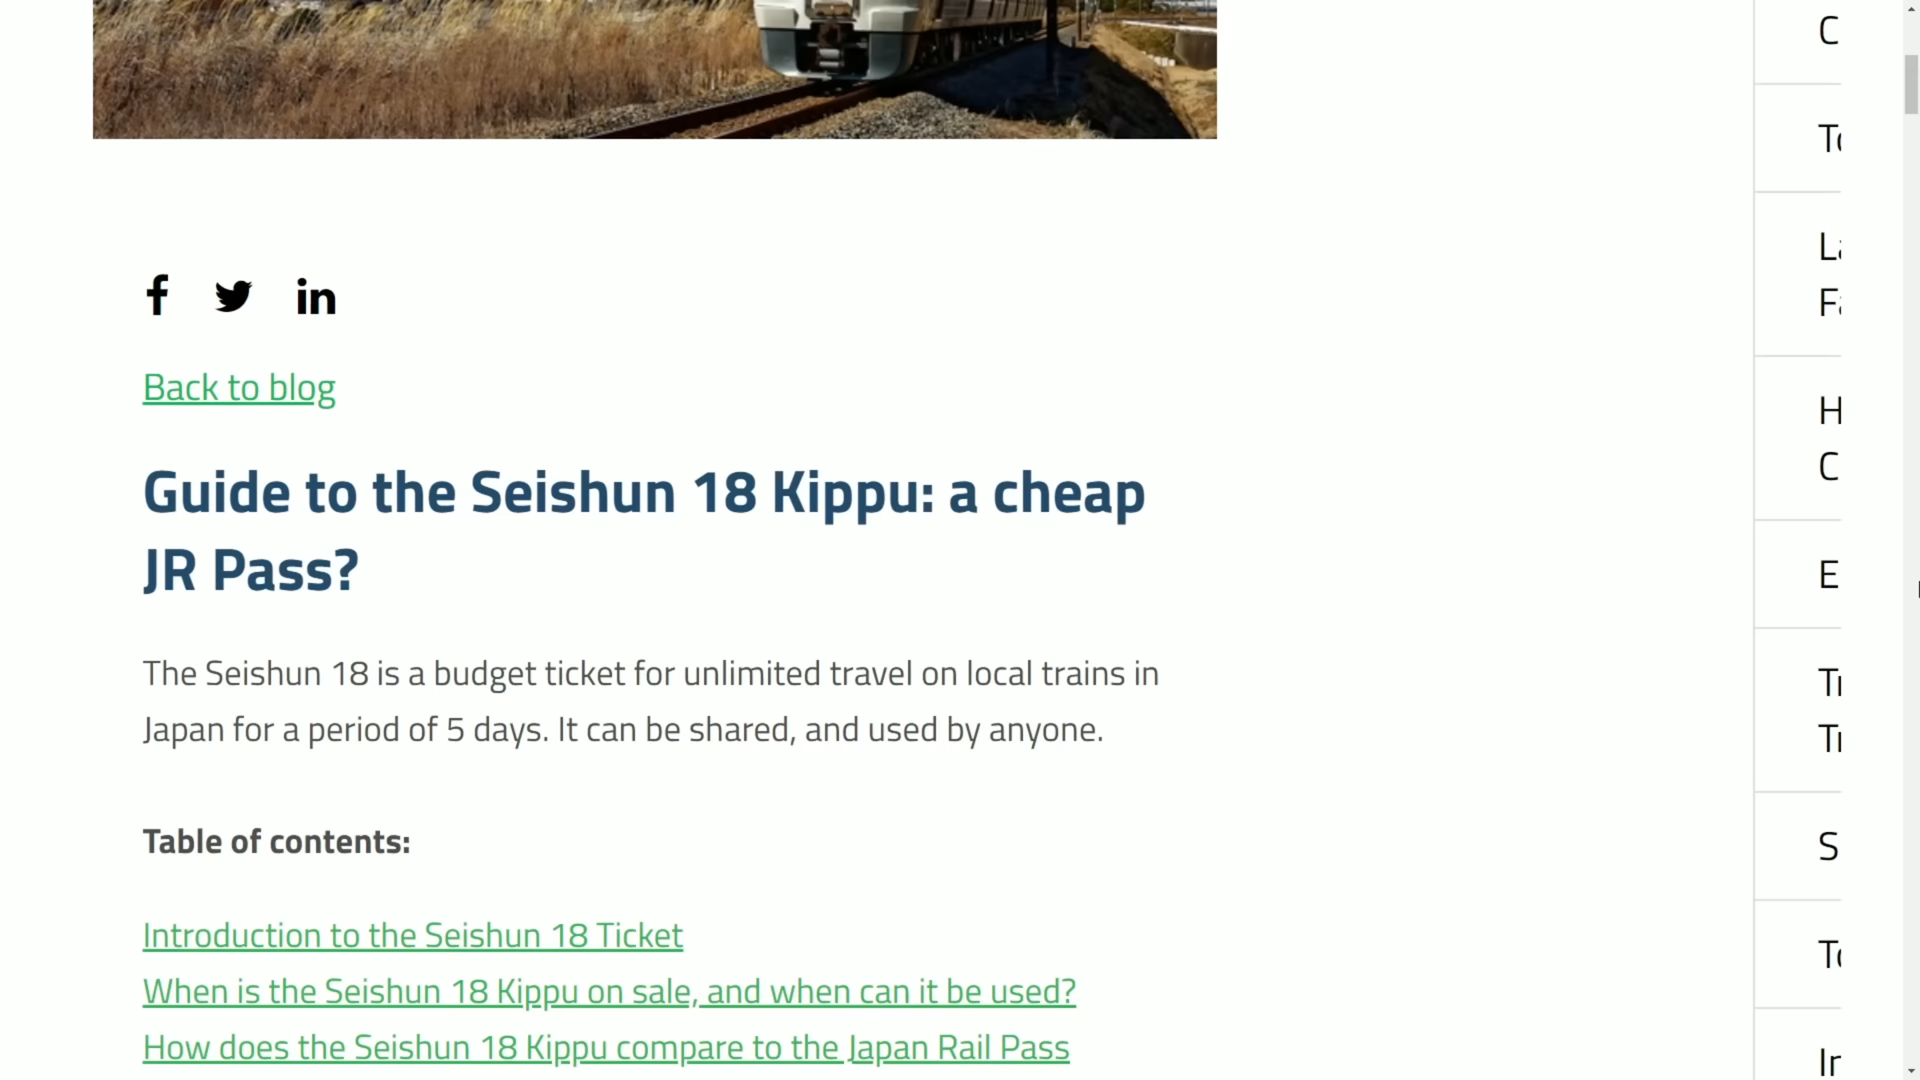 Back to blog
Guide to the Seishun 18 Kippu: a cheap
JR Pass?
The Seishun 18 is a budget ticket for unlimited travel on local trains in
Japan for a period of 5 days. It can be shared, and used by anyone.
Table of contents:
Introduction to the Seishun 18 Ticket
When is the Seishun 18 Kippu on sale, and when can it be used?
How does the Seishun 18 Kippu compare to the Japan Rail Pass